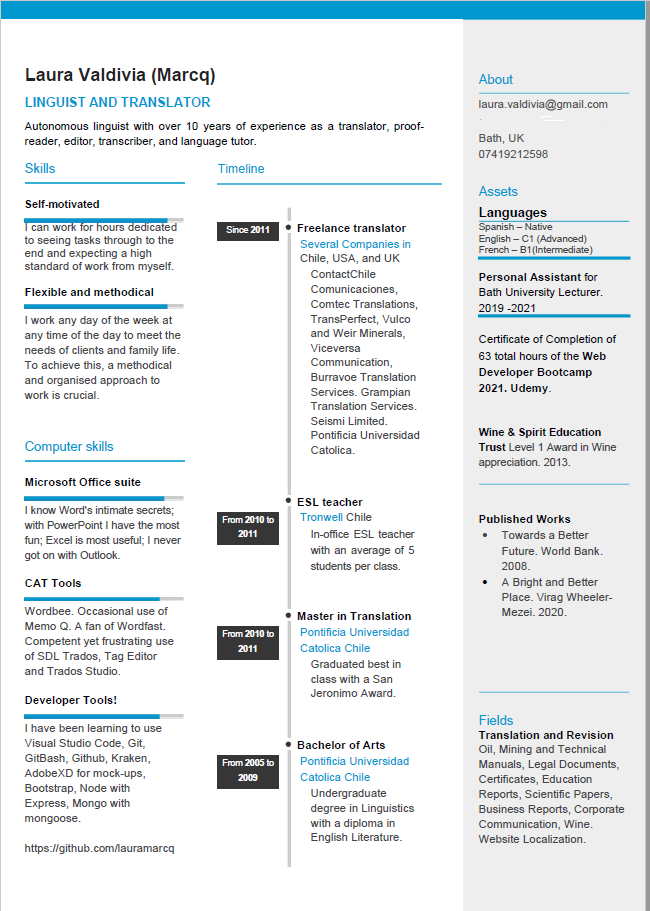 Laura Valdivia (Marcq)
LINGUIST AND TRANSLATOR
Autonomous linguist with over 10 years of experience as a translator, proof-
reader, editor, transcriber, and language tutor.
Skills
Self-motivated
I can work for hours dedicated
to seeing tasks through to the
end and expecting a high
standard of work from myself.
Flexible and methodical
I work any day of the week at
any time of the day to meet the
needs of clients and family life.
To achieve this, a methodical
and organised approach to
work is crucial.
Computer skills
Microsoft Office suite
I know Word's intimate secrets;
with PowerPoint I have the most
fun; Excel is most useful; I never
got on with Outlook.
CAT Tools
Wordbee. Occasional use of
Memo Q. A fan of Wordfast.
Competent yet frustrating use
of SDL Trados, Tag Editor
and Trados Studio.
Developer Tools!
I have been learning to use
Visual Studio Code, Git,
GitBash, Github, Kraken,
AdobeXD for mock-ups,
Bootstrap, Node with
Express, Mongo with
mongoose.
https://github.com/lauramarcq
Timeline
Since 2011
Freelance translator
Several Companies in
Chile, USA, and UK
ContactChile
Comunicaciones,
Comtec Translations,
TransPerfect, Vulco
and Weir Minerals,
Viceversa
Communication,
Burravoe Translation
Services. Grampian
Translation Services.
Seismi Limited.
Pontificia Universidad
Catolica.
From 2010 to
2011
ESL teacher
Tronwell Chile
In-office ESL teacher
with an average of 5
students per class.
From 2010 to
2011
Master in Translation
Pontificia Universidad
Catolica Chile
Graduated best in
class with a San
Jeronimo Award.
From 2005 to
2009
Bachelor of Arts
Pontificia Universidad
Catolica Chile
Undergraduate
degree in Linguistics
with a diploma in
English Literature.
About
laura.valdivia@gmail.com
Bath, UK
07419212598
Assets
Languages
Spanish – Native
English – C1 (Advanced)
French – B1(Intermediate)
Personal Assistant for
Bath University Lecturer.
2019 -2021
Certificate of Completion of
63 total hours of the Web
Developer Bootcamp
2021. Udemy.
Wine & Spirit Education
Trust Level 1 Award in Wine
appreciation. 2013.
Published Works
• Towards a Better
Future. World Bank.
2008.
• A Bright and Better
Place. Virag Wheeler-
Mezei. 2020.
Fields
Translation and Revision
Oil, Mining and Technical
Manuals, Legal Documents,
Certificates, Education
Reports, Scientific Papers,
Business Reports, Corporate
Communication, Wine.
Website Localization.